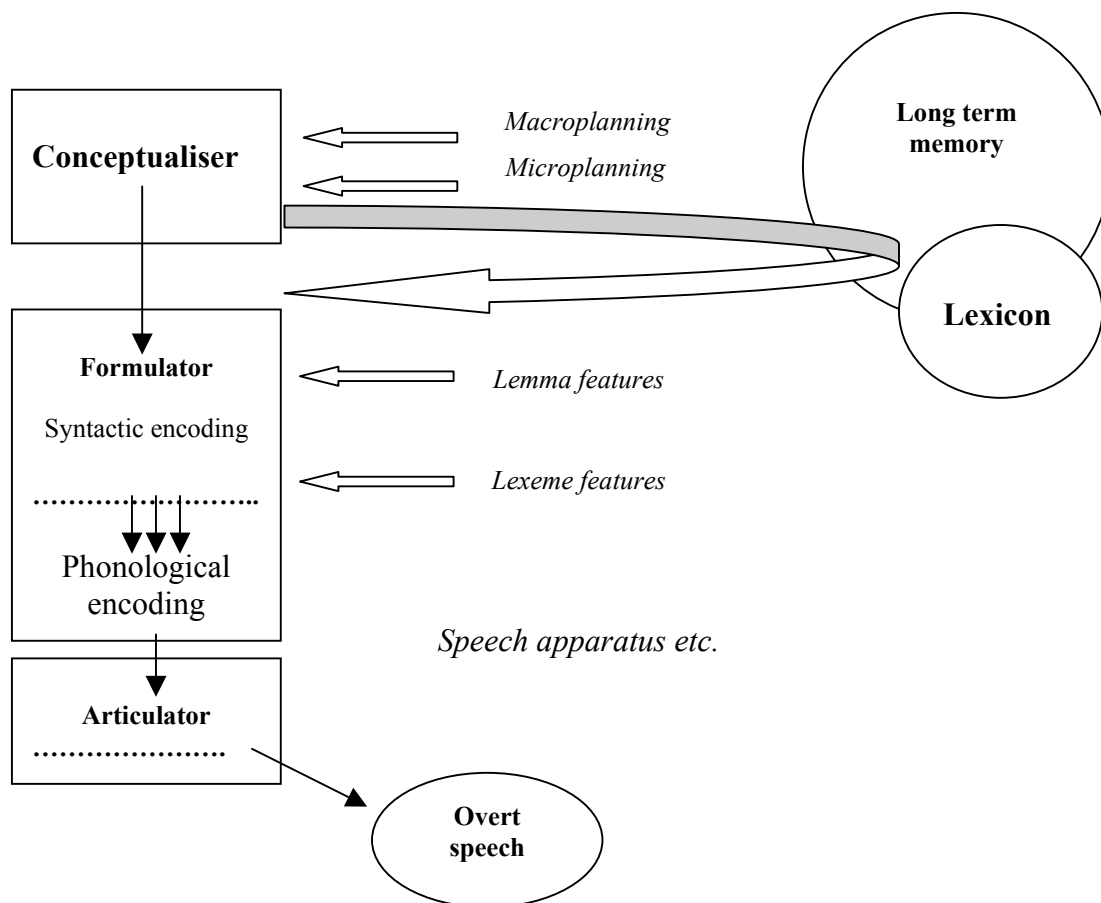 Conceptualiser
Macroplanning
Microplanning
Long term
memory
Lexicon
Formulator
Syntactic encoding
…………………….
Phonological
encoding
Lemma features
Lexeme features
Speech apparatus etc.
Articulator
………………….
Overt
speech